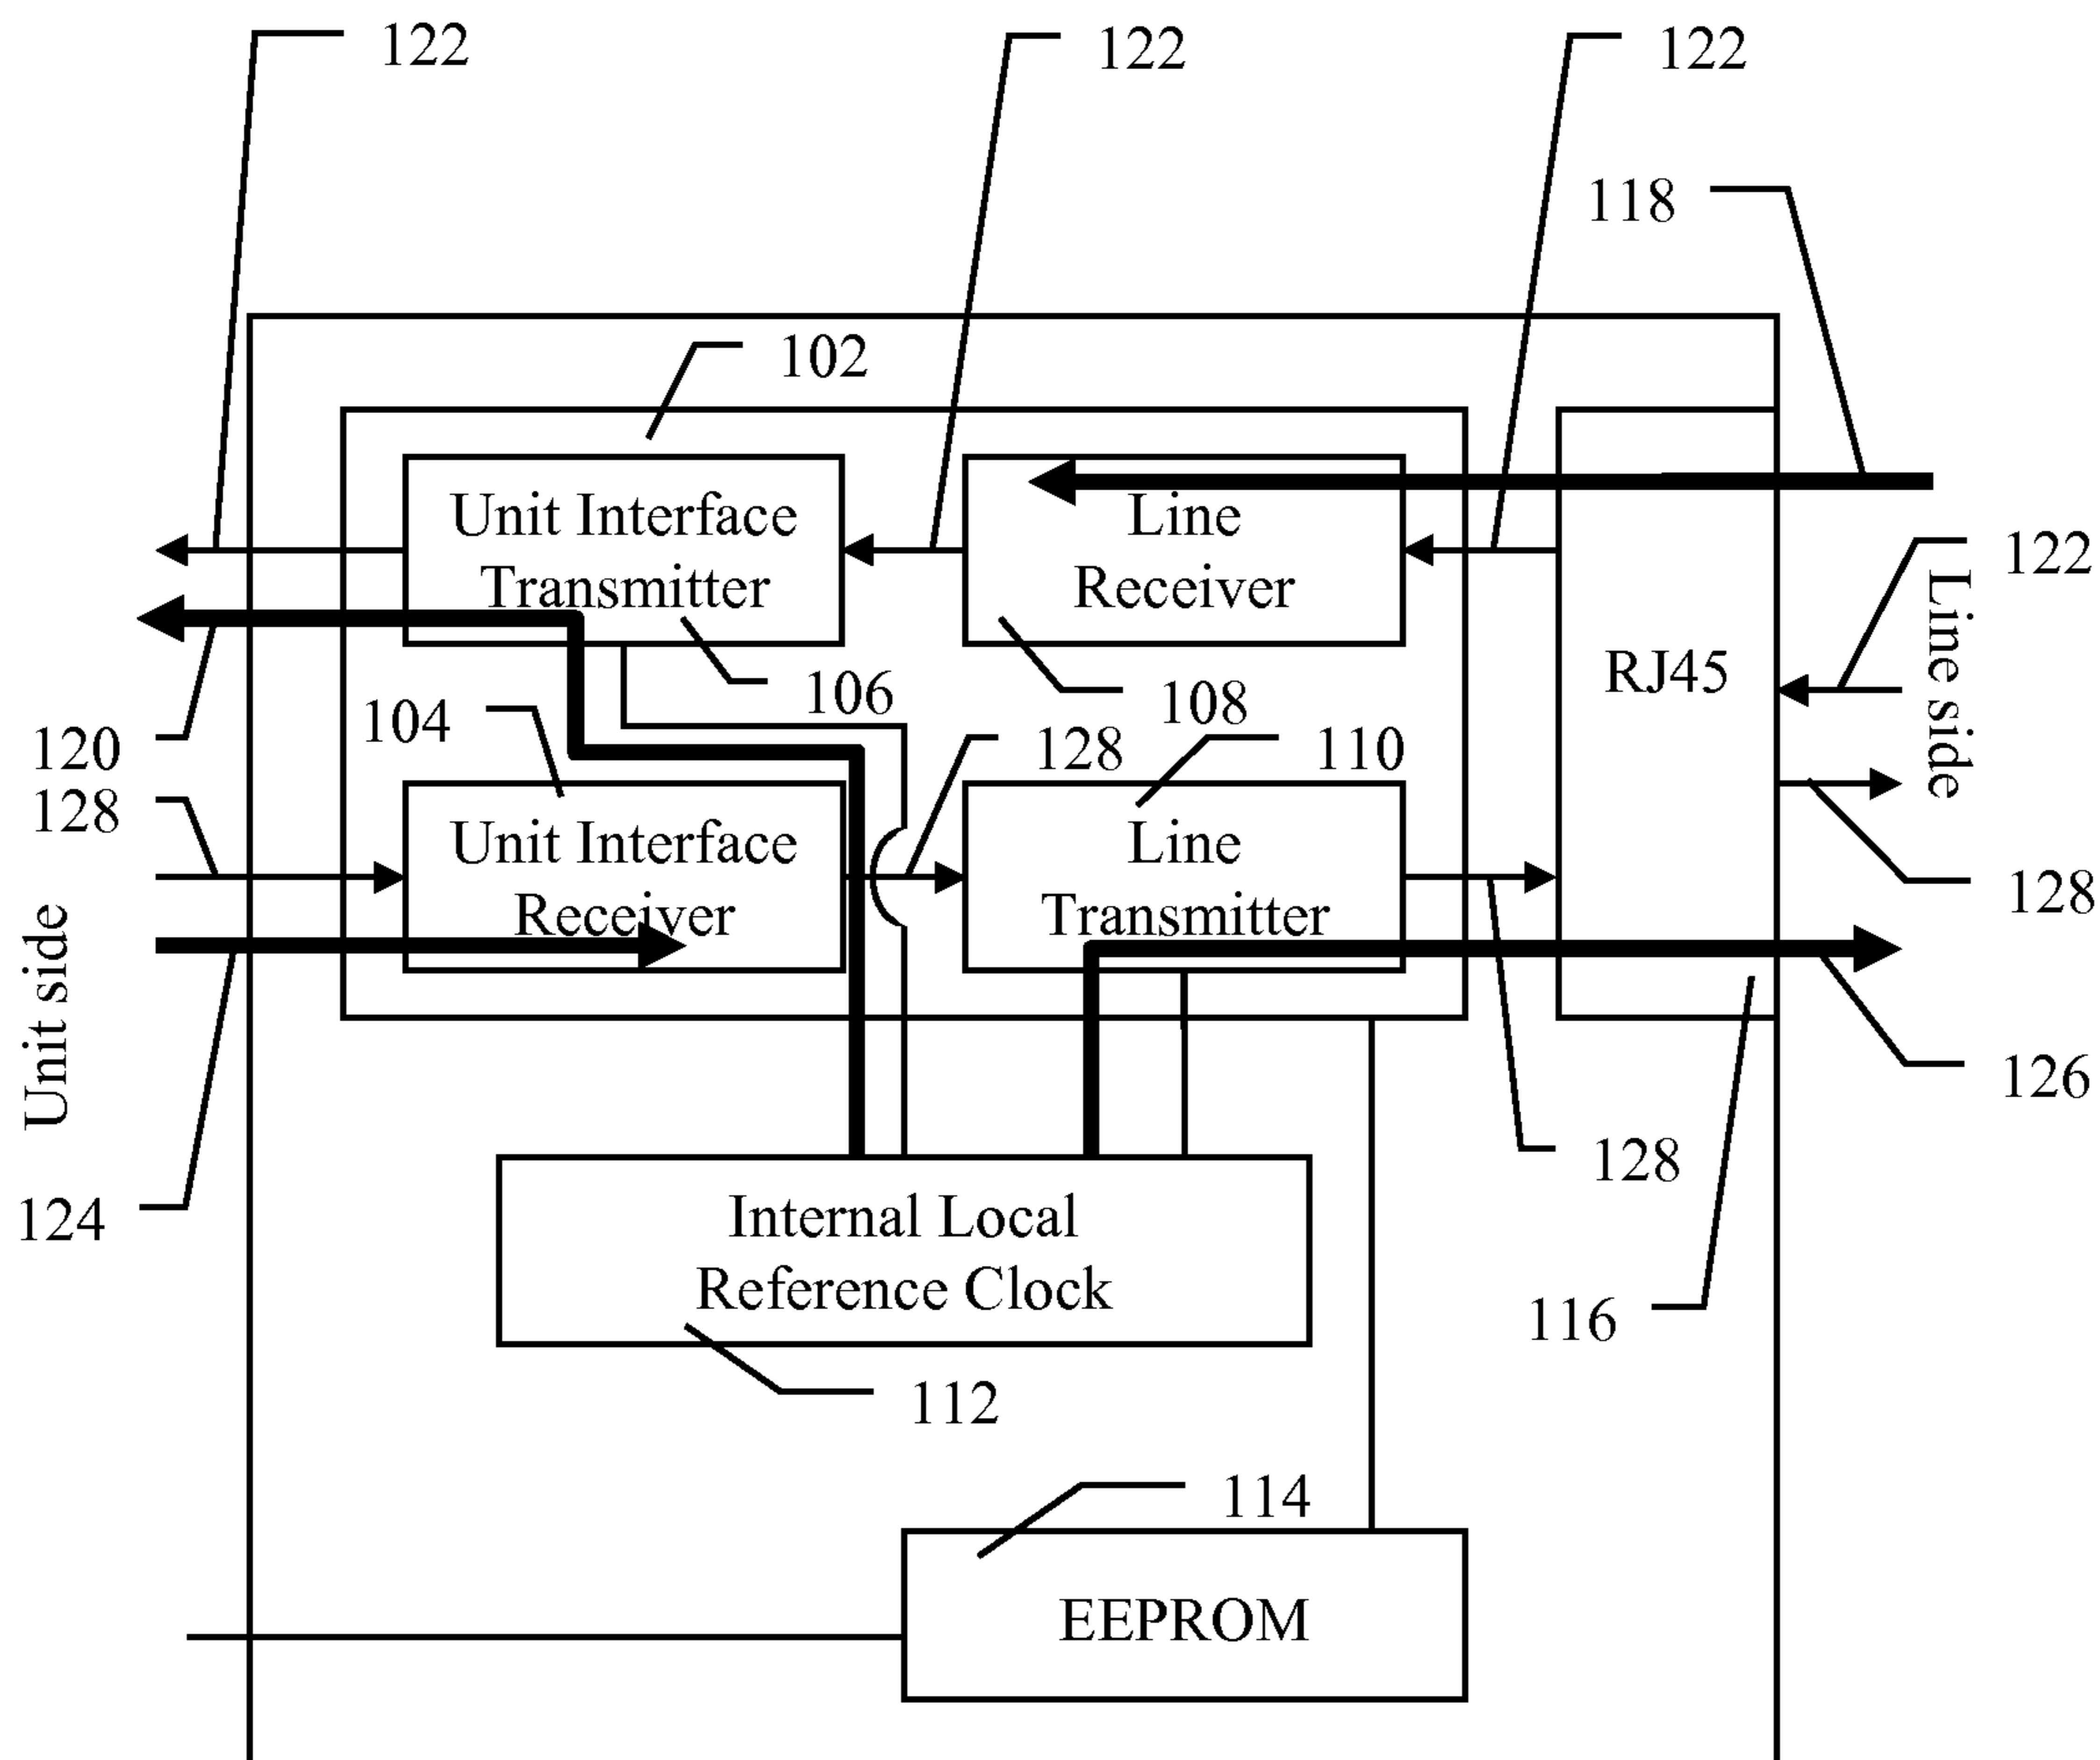 122
122
122
118
102
Unit Interface
Transmitter
Line
Receiver
122
RJ45
Line side
106
108
104
120
128
110
128
Unit Interface
Receiver
Line
Transmitter
128
Unit side
126
128
124
Internal Local
Reference Clock
116
112
114
EEPROM